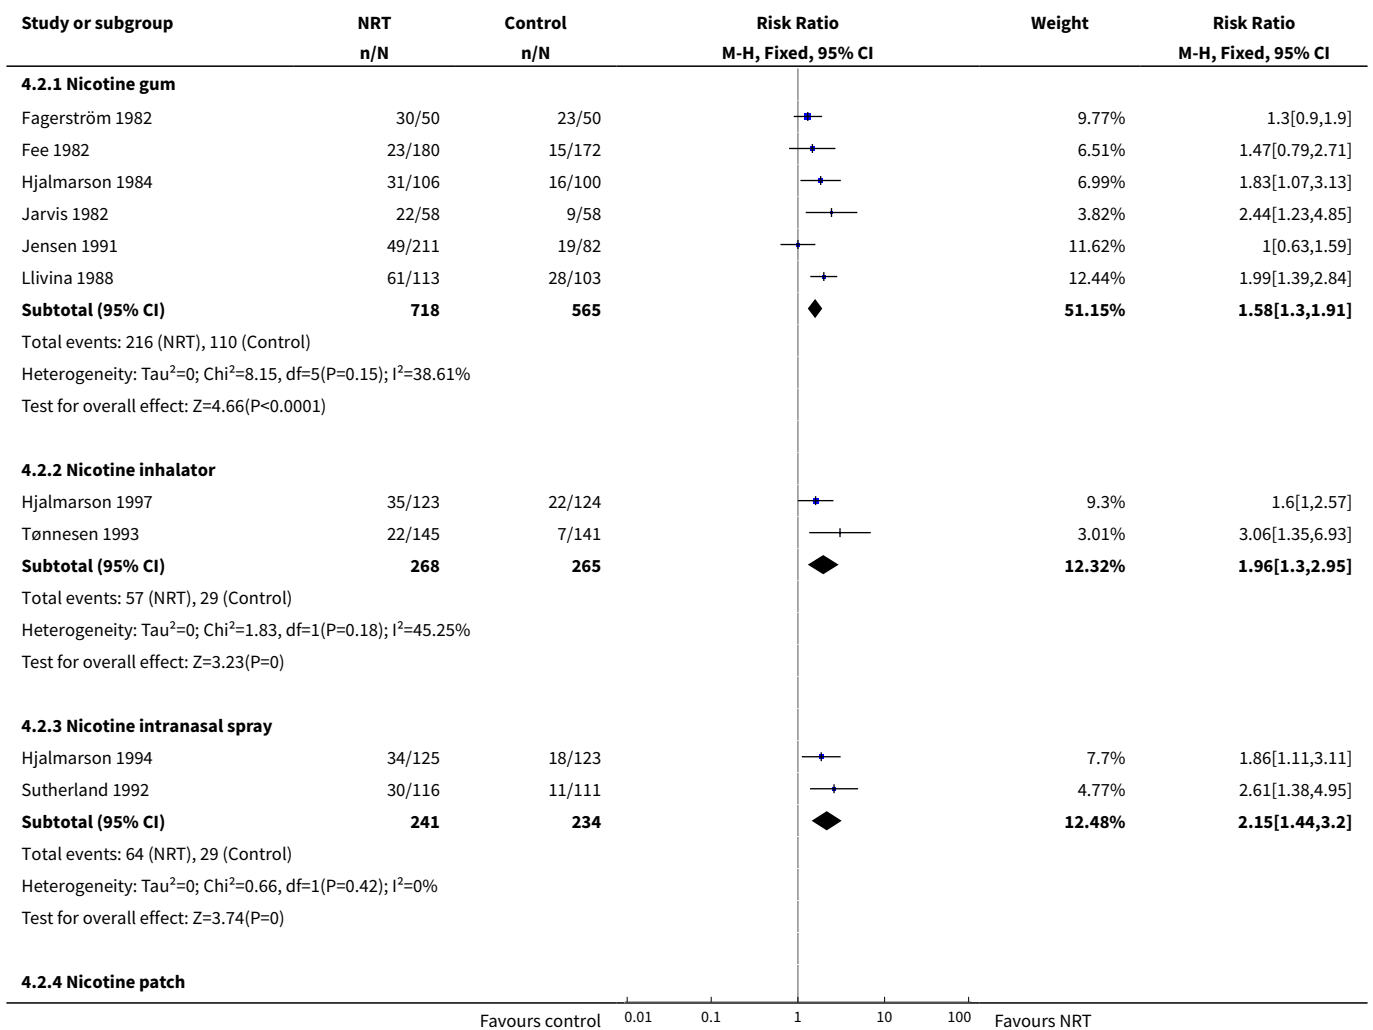 Study or subgroup NRT Control Risk Ratio Weight Risk Ratio
n/N n/N M-H, Fixed, 95% CI M-H, Fixed, 95% CI
4.2.1 Nicotine gum
Fagerström 1982 30/50 23/50 9.77% 1.3[0.9,1.9]
Fee 1982 23/180 15/172 6.51% 1.47[0.79,2.71]
Hjalmarson 1984 31/106 16/100 6.99% 1.83[1.07,3.13]
Jarvis 1982 22/58 9/58 3.82% 2.44[1.23,4.85]
Jensen 1991 49/211 19/82 11.62% 1[0.63,1.59]
Llivina 1988 61/113 28/103 12.44% 1.99[1.39,2.84]
Subtotal (95% CI) 718 565 51.15% 1.58[1.3,1.91]
Total events: 216 (NRT), 110 (Control)
Heterogeneity: Tau²=0; Chi²=8.15, df=5(P=0.15); I²=38.61%
Test for overall effect: Z=4.66(P<0.0001)
4.2.2 Nicotine inhalator
Hjalmarson 1997 35/123 22/124 9.3% 1.6[1,2.57]
Tønnesen 1993 22/145 7/141 3.01% 3.06[1.35,6.93]
Subtotal (95% CI) 268 265 12.32% 1.96[1.3,2.95]
Total events: 57 (NRT), 29 (Control)
Heterogeneity: Tau²=0; Chi²=1.83, df=1(P=0.18); I²=45.25%
Test for overall effect: Z=3.23(P=0)
4.2.3 Nicotine intranasal spray
Hjalmarson 1994 34/125 18/123 7.7% 1.86[1.11,3.11]
Sutherland 1992 30/116 11/111 4.77% 2.61[1.38,4.95]
Subtotal (95% CI) 241 234 12.48% 2.15[1.44,3.2]
Total events: 64 (NRT), 29 (Control)
Heterogeneity: Tau²=0; Chi²=0.66, df=1(P=0.42); I²=0%
Test for overall effect: Z=3.74(P=0)
4.2.4 Nicotine patch
Favours control 0.01 0.1 1 10 100 Favours NRT